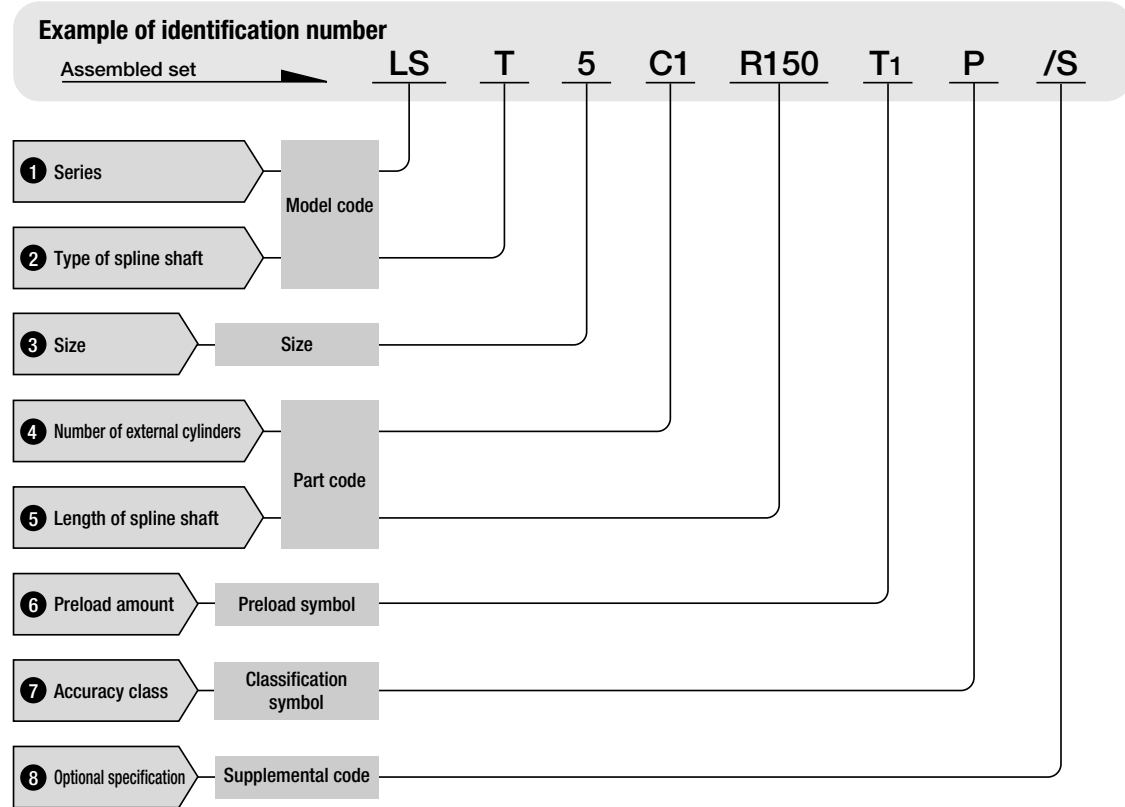 Example of identification number
Assembled set LS T 5 C1 R150 T1 P /S
1 Series
Model code
2 Type of spline shaft
3 Size Size
4 Number of external cylinders
Part code
5 Length of spline shaft
6 Preload amount Preload symbol
7 Accuracy class Classification
symbol
8 Optional specification Supplemental code